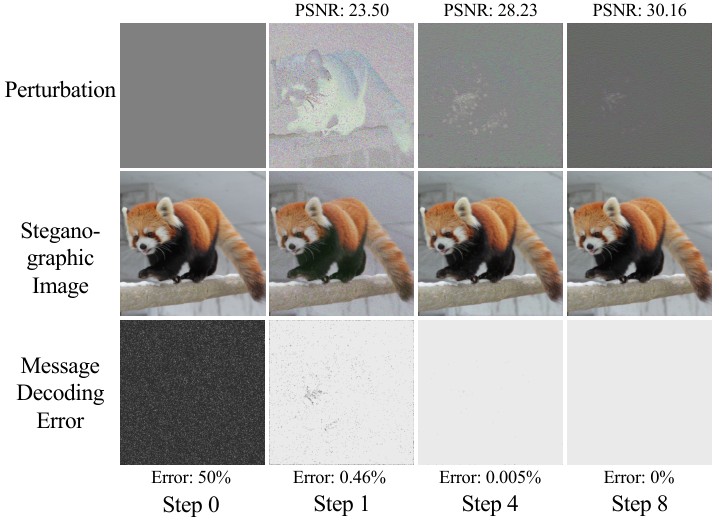 PSNR: 23.50
PSNR: 28.23
PSNR: 30.16
Perturbation
Stegano-
graphic
Image
Message
Decoding
Error
Error: 50%
Error: 0.46%
Error: 0.005%
Error: 0%
Step 0
Step 1
Step 4
Step 8